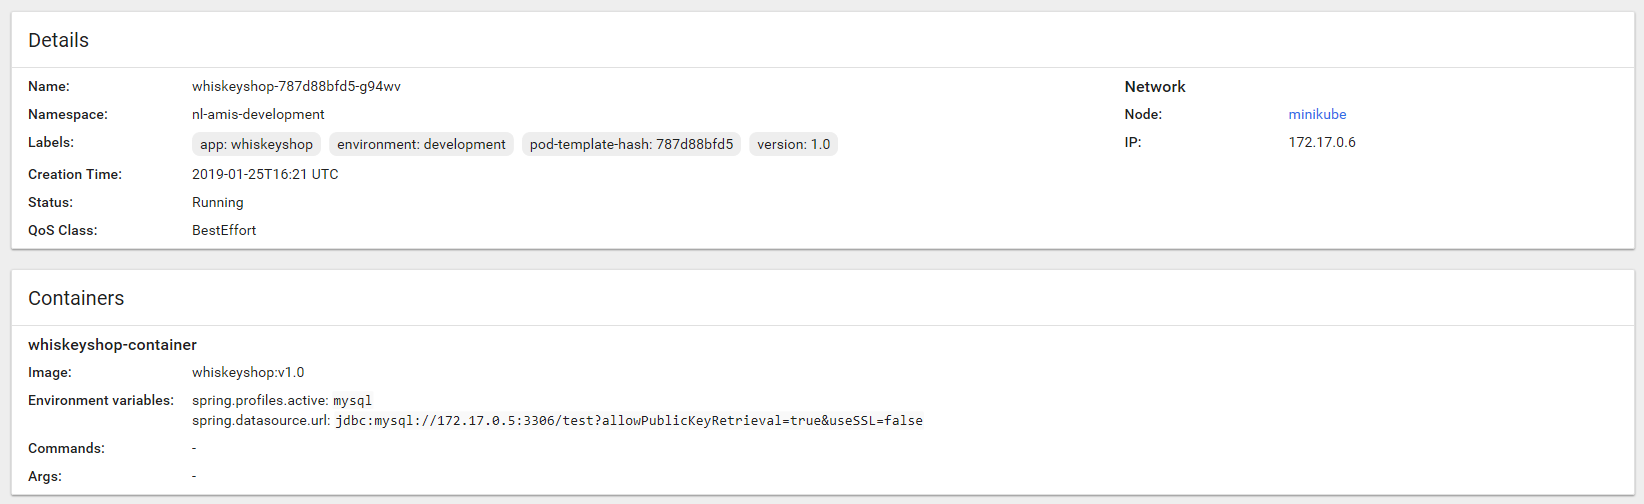 Details
Name: whiskeyshop-787d88bfd5-g94wv
Namespace: nl-amis-development
Labels: app: whiskeyshop environment: development pod-template-hash: 787d88bfd5 version: 1.0
Creation Time: 2019-01-25T16:21 UTC
Status: Running
QoS Class: BestEffort
Network
Node: minikube
IP: 172.17.0.6
Containers
whiskeyshop-container
Image: whiskeyshop:v1.0
Environment variables: spring.profiles.active: mysql
spring.datasource.url: jdbc:mysql://172.17.0.5:3306/test?allowPublicKeyRetrieval=true&useSSL=false
Commands: -
Args: -